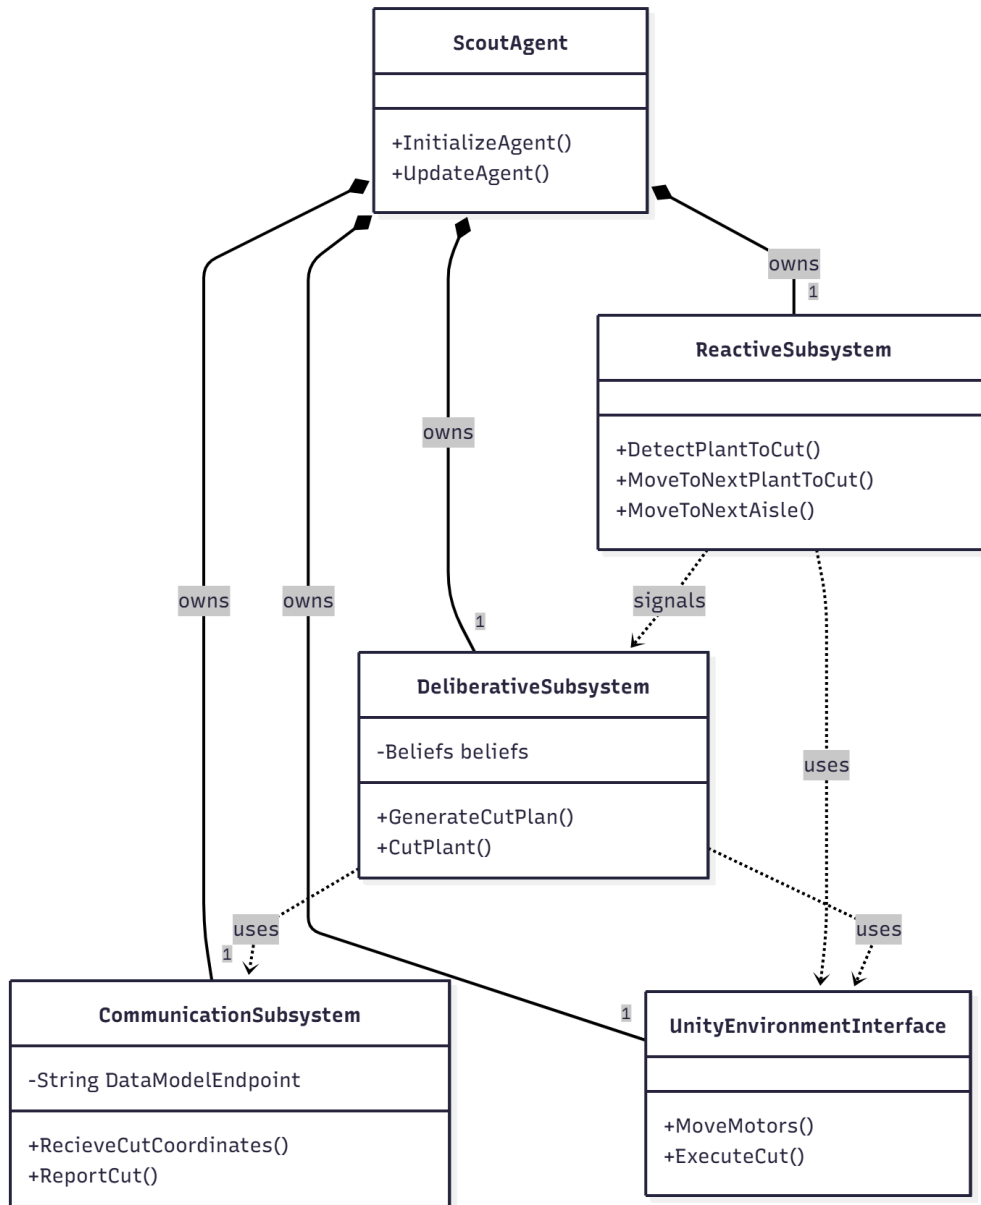 ScoutAgent
+InitializeAgent()
+UpdateAgent()
owns
1
ReactiveSubsystem
+DetectPlantToCut()
+MoveToNextPlantToCut()
+MoveToNextAisle()
owns
owns
owns
signals
1
DeliberativeSubsystem
-Beliefs beliefs
+GenerateCutPlan()
+CutPlant()
uses
uses
uses
1
CommunicationSubsystem
-String DataModelEndpoint
+RecieveCutCoordinates()
+ReportCut()
1
UnityEnvironmentInterface
+MoveMotors()
+ExecuteCut()